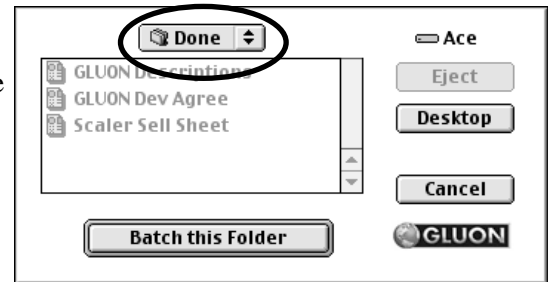 Done
Ace
GLUON Descriptions
Eject
GLUON Dev Agree
Desktop
Scaler Sell Sheet
Cancel
Batch this Folder
GLUON
e